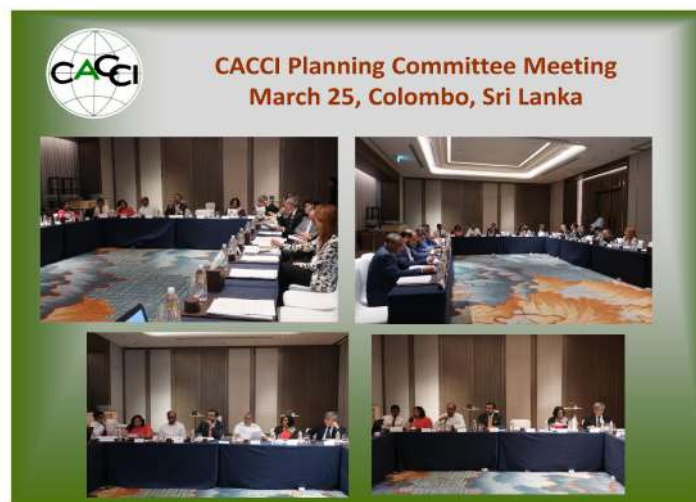 CACCI
CACCI Planning Committee Meeting
March 25, Colombo, Sri Lanka